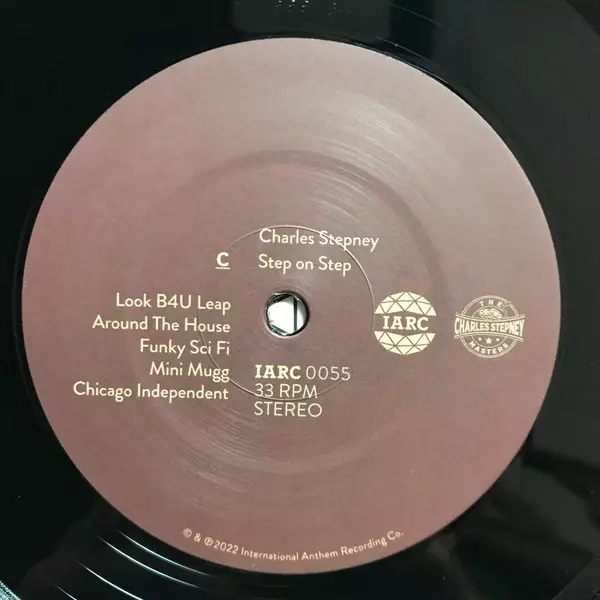 Charles Stepney
C Step on Step
Look B4U Leap
Around The House
Funky Sci Fi
Mini Mugg
Chicago Independent
IARC 0055
33 RPM
STEREO
IARC
THE
CHARLES STEPNEY
MASTERS
© & ℗ 2022 International Anthem Recording Co.